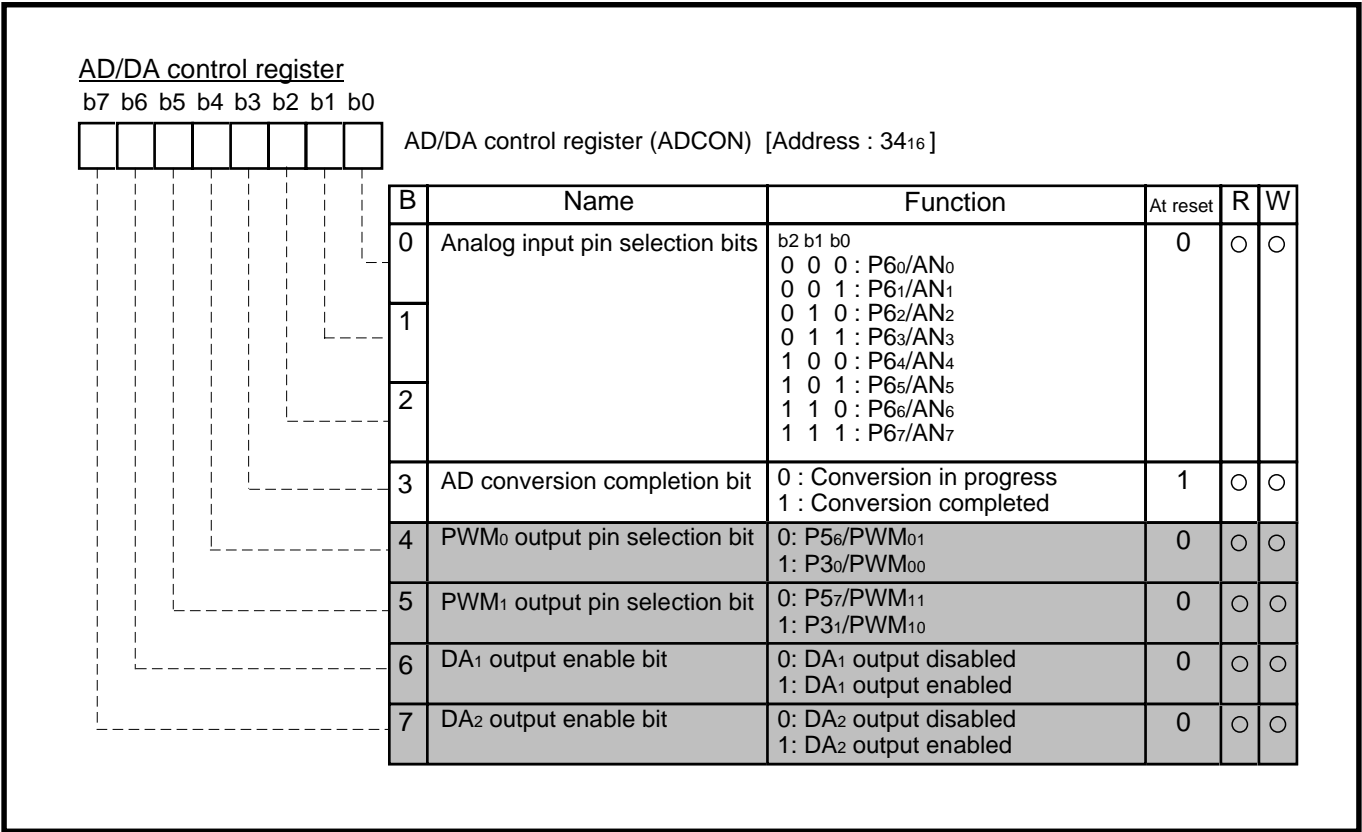 AD/DA control register
b7 b6 b5 b4 b3 b2 b1 b0
AD/DA control register (ADCON) [Address : 34₁₆ ]
B Name Function At reset R W
0 Analog input pin selection bits b2 b1 b0 0 ○ ○
0 0 0 : P6₀/AN₀
0 0 1 : P6₁/AN₁
1 0 1 0 : P6₂/AN₂
0 1 1 : P6₃/AN₃
1 0 0 : P6₄/AN₄
2 1 0 1 : P6₅/AN₅
1 1 0 : P6₆/AN₆
1 1 1 : P6₇/AN₇
3 AD conversion completion bit 0 : Conversion in progress 1 ○ ○
1 : Conversion completed
4 PWM₀ output pin selection bit 0: P5₆/PWM₀₁ 0 ○ ○
1: P3₀/PWM₀₀
5 PWM₁ output pin selection bit 0: P5₇/PWM₁₁ 0 ○ ○
1: P3₁/PWM₁₀
6 DA₁ output enable bit 0: DA₁ output disabled 0 ○ ○
1: DA₁ output enabled
7 DA₂ output enable bit 0: DA₂ output disabled 0 ○ ○
1: DA₂ output enabled